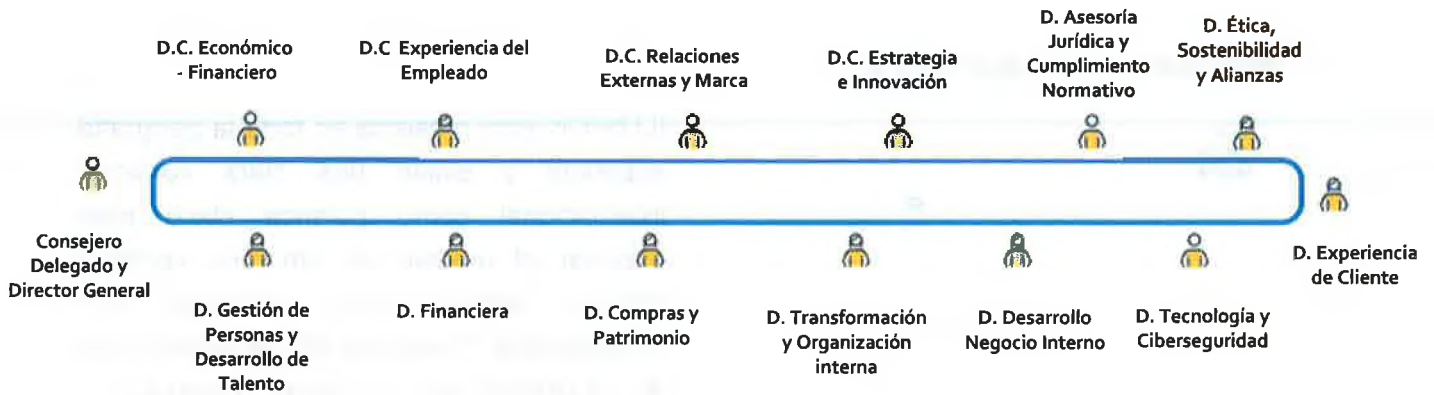 D.C. Económico
- Financiero
D.C Experiencia del
Empleado
D.C. Relaciones
Externas y Marca
D.C. Estrategia
e Innovación
D. Asesoría
Jurídica y
Cumplimiento
Normativo
D. Ética,
Sostenibilidad
y Alianzas
Consejero
Delegado y
Director General
D. Gestión de
Personas y
Desarrollo de
Talento
D. Financiera
D. Compras y
Patrimonio
D. Transformación
y Organización
interna
D. Desarrollo
Negocio Interno
D. Tecnología y
Ciberseguridad
D. Experiencia
de Cliente